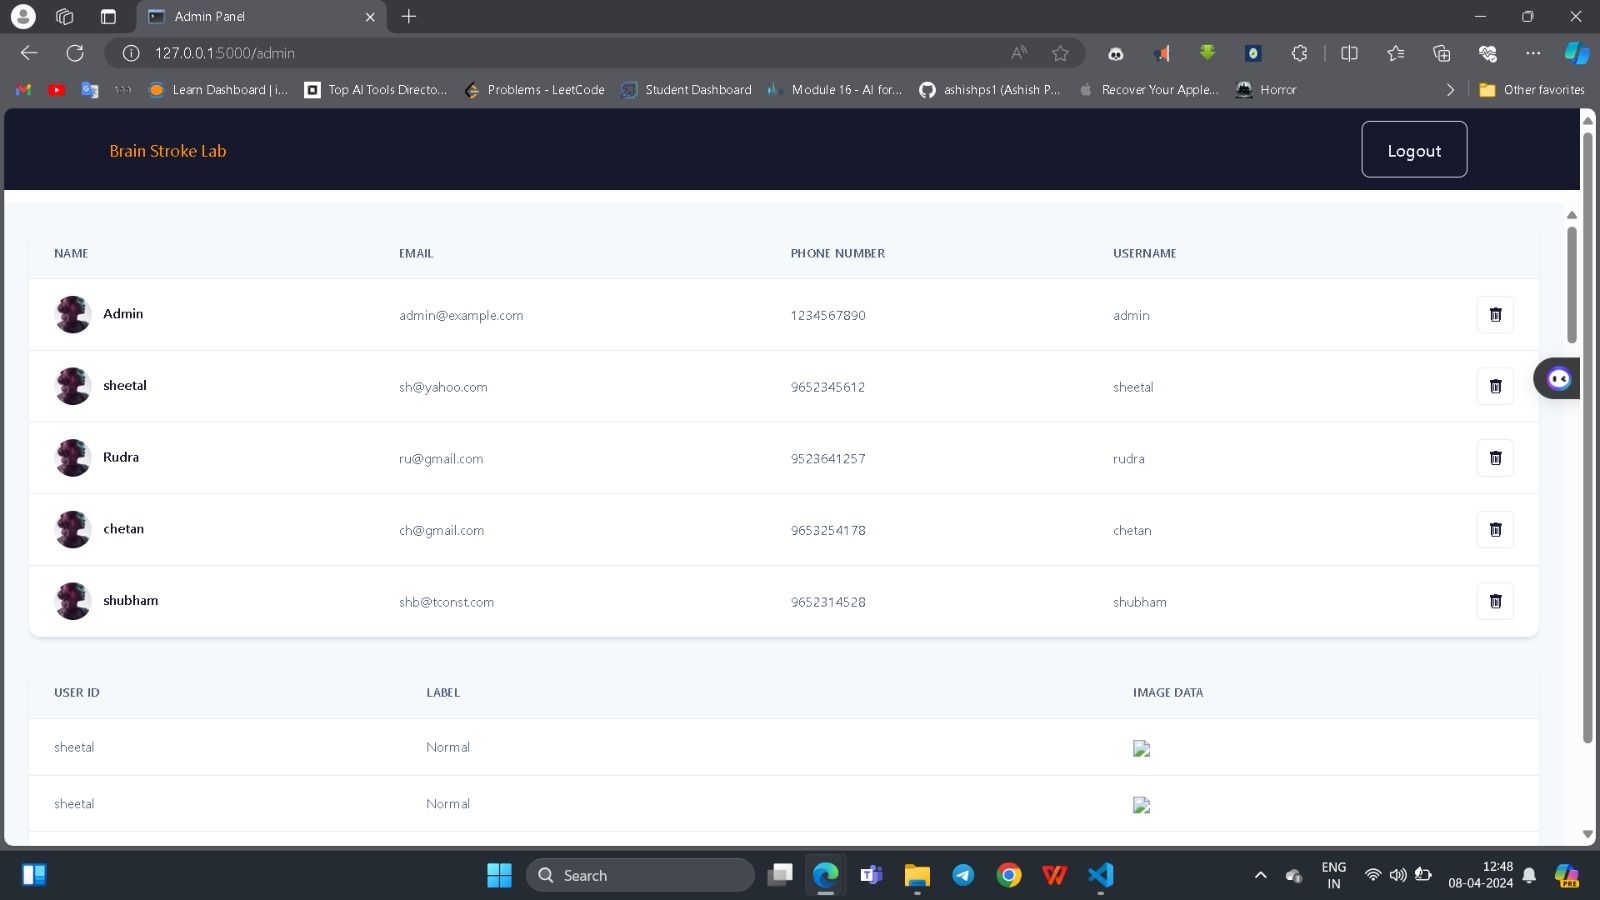 Admin Panel
127.0.0.1:5000/admin
Learn Dashboard | i... Top AI Tools Directo... Problems - LeetCode Student Dashboard Module 16 - AI for... ashishps1 (Ashish P... Recover Your Apple... Horror Other favorites
Brain Stroke Lab Logout
NAME EMAIL PHONE NUMBER USERNAME
Admin admin@example.com 1234567890 admin
sheetal sh@yahoo.com 9652345612 sheetal
Rudra ru@gmail.com 9523641257 rudra
chetan ch@gmail.com 9653254178 chetan
shubham shb@tconst.com 9652314528 shubham
USER ID LABEL IMAGE DATA
sheetal Normal
sheetal Normal
Search
ENG 12:48
IN 08-04-2024 PRE